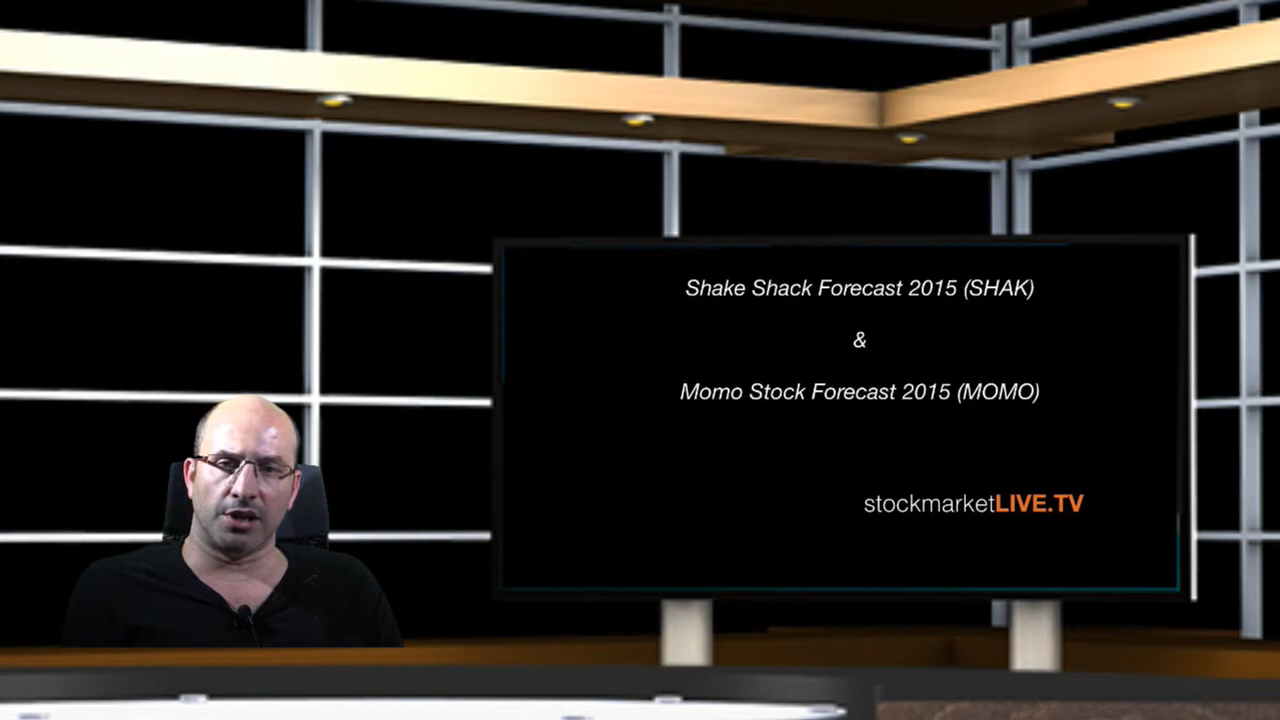 Shake Shack Forecast 2015 (SHAK)
&
Momo Stock Forecast 2015 (MOMO)
stockmarketLIVE.TV